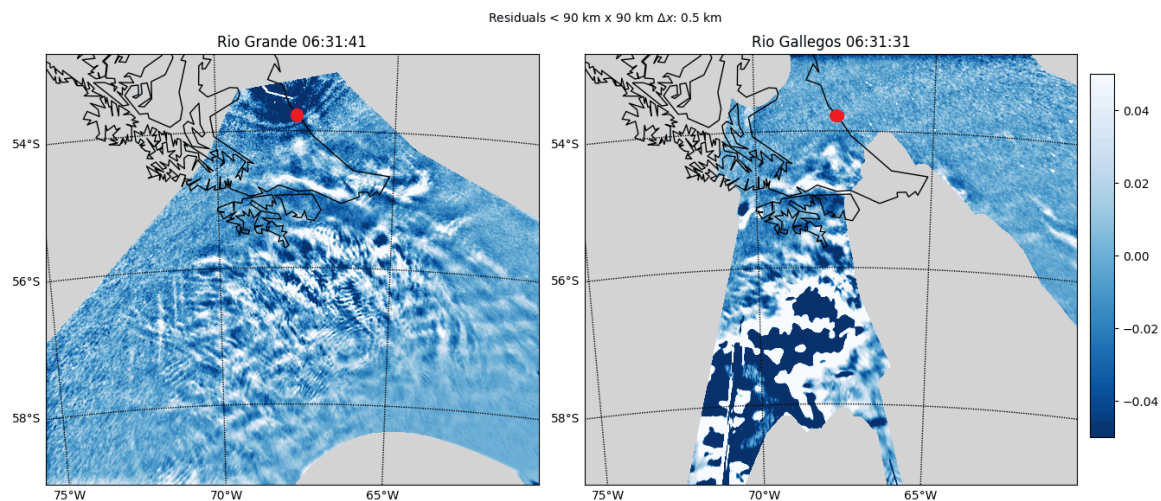 Residuals < 90 km x 90 km Δx: 0.5 km
Rio Grande 06:31:41
Rio Gallegos 06:31:31
54°S
56°S
58°S
75°W
70°W
65°W
54°S
56°S
58°S
75°W
70°W
65°W
0.04
0.02
0.00
−0.02
−0.04